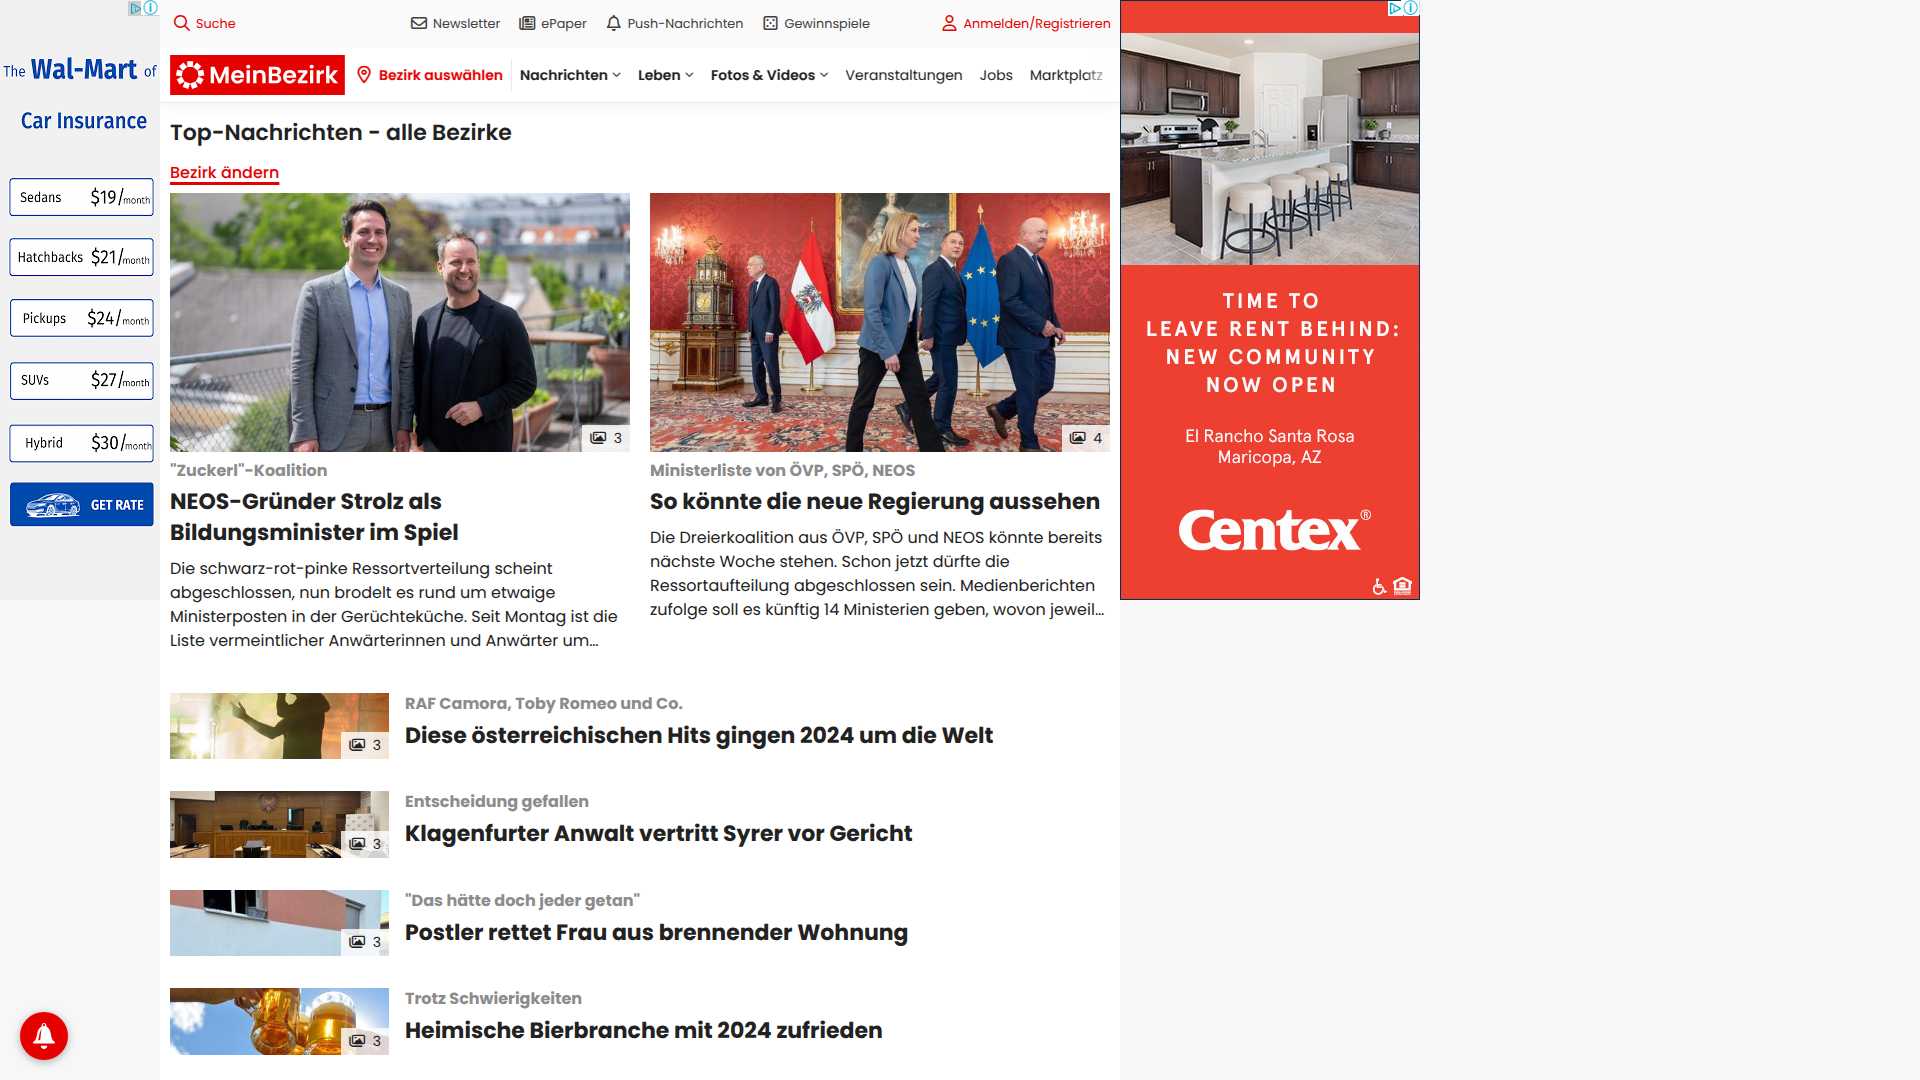 Suche
Newsletter
ePaper
Push-Nachrichten
Gewinnspiele
Anmelden/Registrieren
MeinBezirk
Bezirk auswählen
Nachrichten
Leben
Fotos & Videos
Veranstaltungen
Jobs
Marktplatz
The Wal-Mart of
Car Insurance
Sedans $19/month
Hatchbacks $21/month
Pickups $24/month
SUVs $27/month
Hybrid $30/month
GET RATE
Top-Nachrichten - alle Bezirke
Bezirk ändern
3
"Zuckerl"-Koalition
NEOS-Gründer Strolz als
Bildungsminister im Spiel
Die schwarz-rot-pinke Ressortverteilung scheint
abgeschlossen, nun brodelt es rund um etwaige
Ministerposten in der Gerüchteküche. Seit Montag ist die
Liste vermeintlicher Anwärterinnen und Anwärter um...
4
Ministerliste von ÖVP, SPÖ, NEOS
So könnte die neue Regierung aussehen
Die Dreierkoalition aus ÖVP, SPÖ und NEOS könnte bereits
nächste Woche stehen. Schon jetzt dürfte die
Ressortaufteilung abgeschlossen sein. Medienberichten
zufolge soll es künftig 14 Ministerien geben, wovon jeweil...
3
RAF Camora, Toby Romeo und Co.
Diese österreichischen Hits gingen 2024 um die Welt
3
Entscheidung gefallen
Klagenfurter Anwalt vertritt Syrer vor Gericht
3
"Das hätte doch jeder getan"
Postler rettet Frau aus brennender Wohnung
3
Trotz Schwierigkeiten
Heimische Bierbranche mit 2024 zufrieden
TIME TO
LEAVE RENT BEHIND:
NEW COMMUNITY
NOW OPEN
El Rancho Santa Rosa
Maricopa, AZ
Centex®